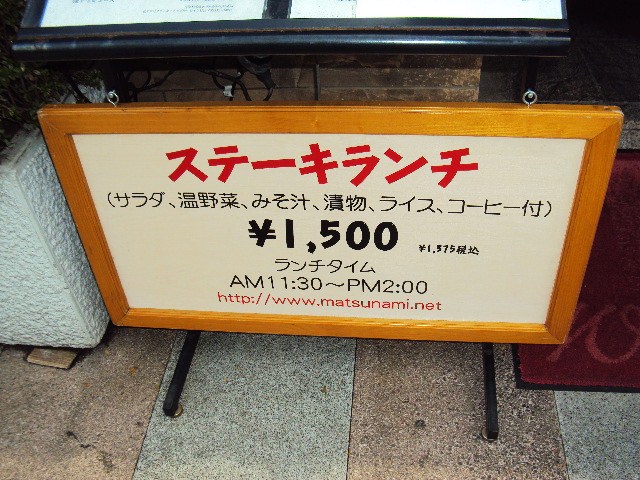 ステーキランチ
(サラダ、温野菜、みそ汁、漬物、ライス、コーヒー付)
¥1,500 ¥1,575税込
ランチタイム
AM11:30〜PM2:00
http://www.matsunami.net